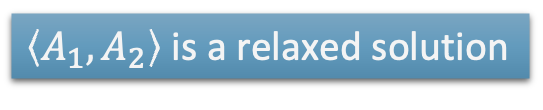 ⟨A₁, A₂⟩ is a relaxed solution